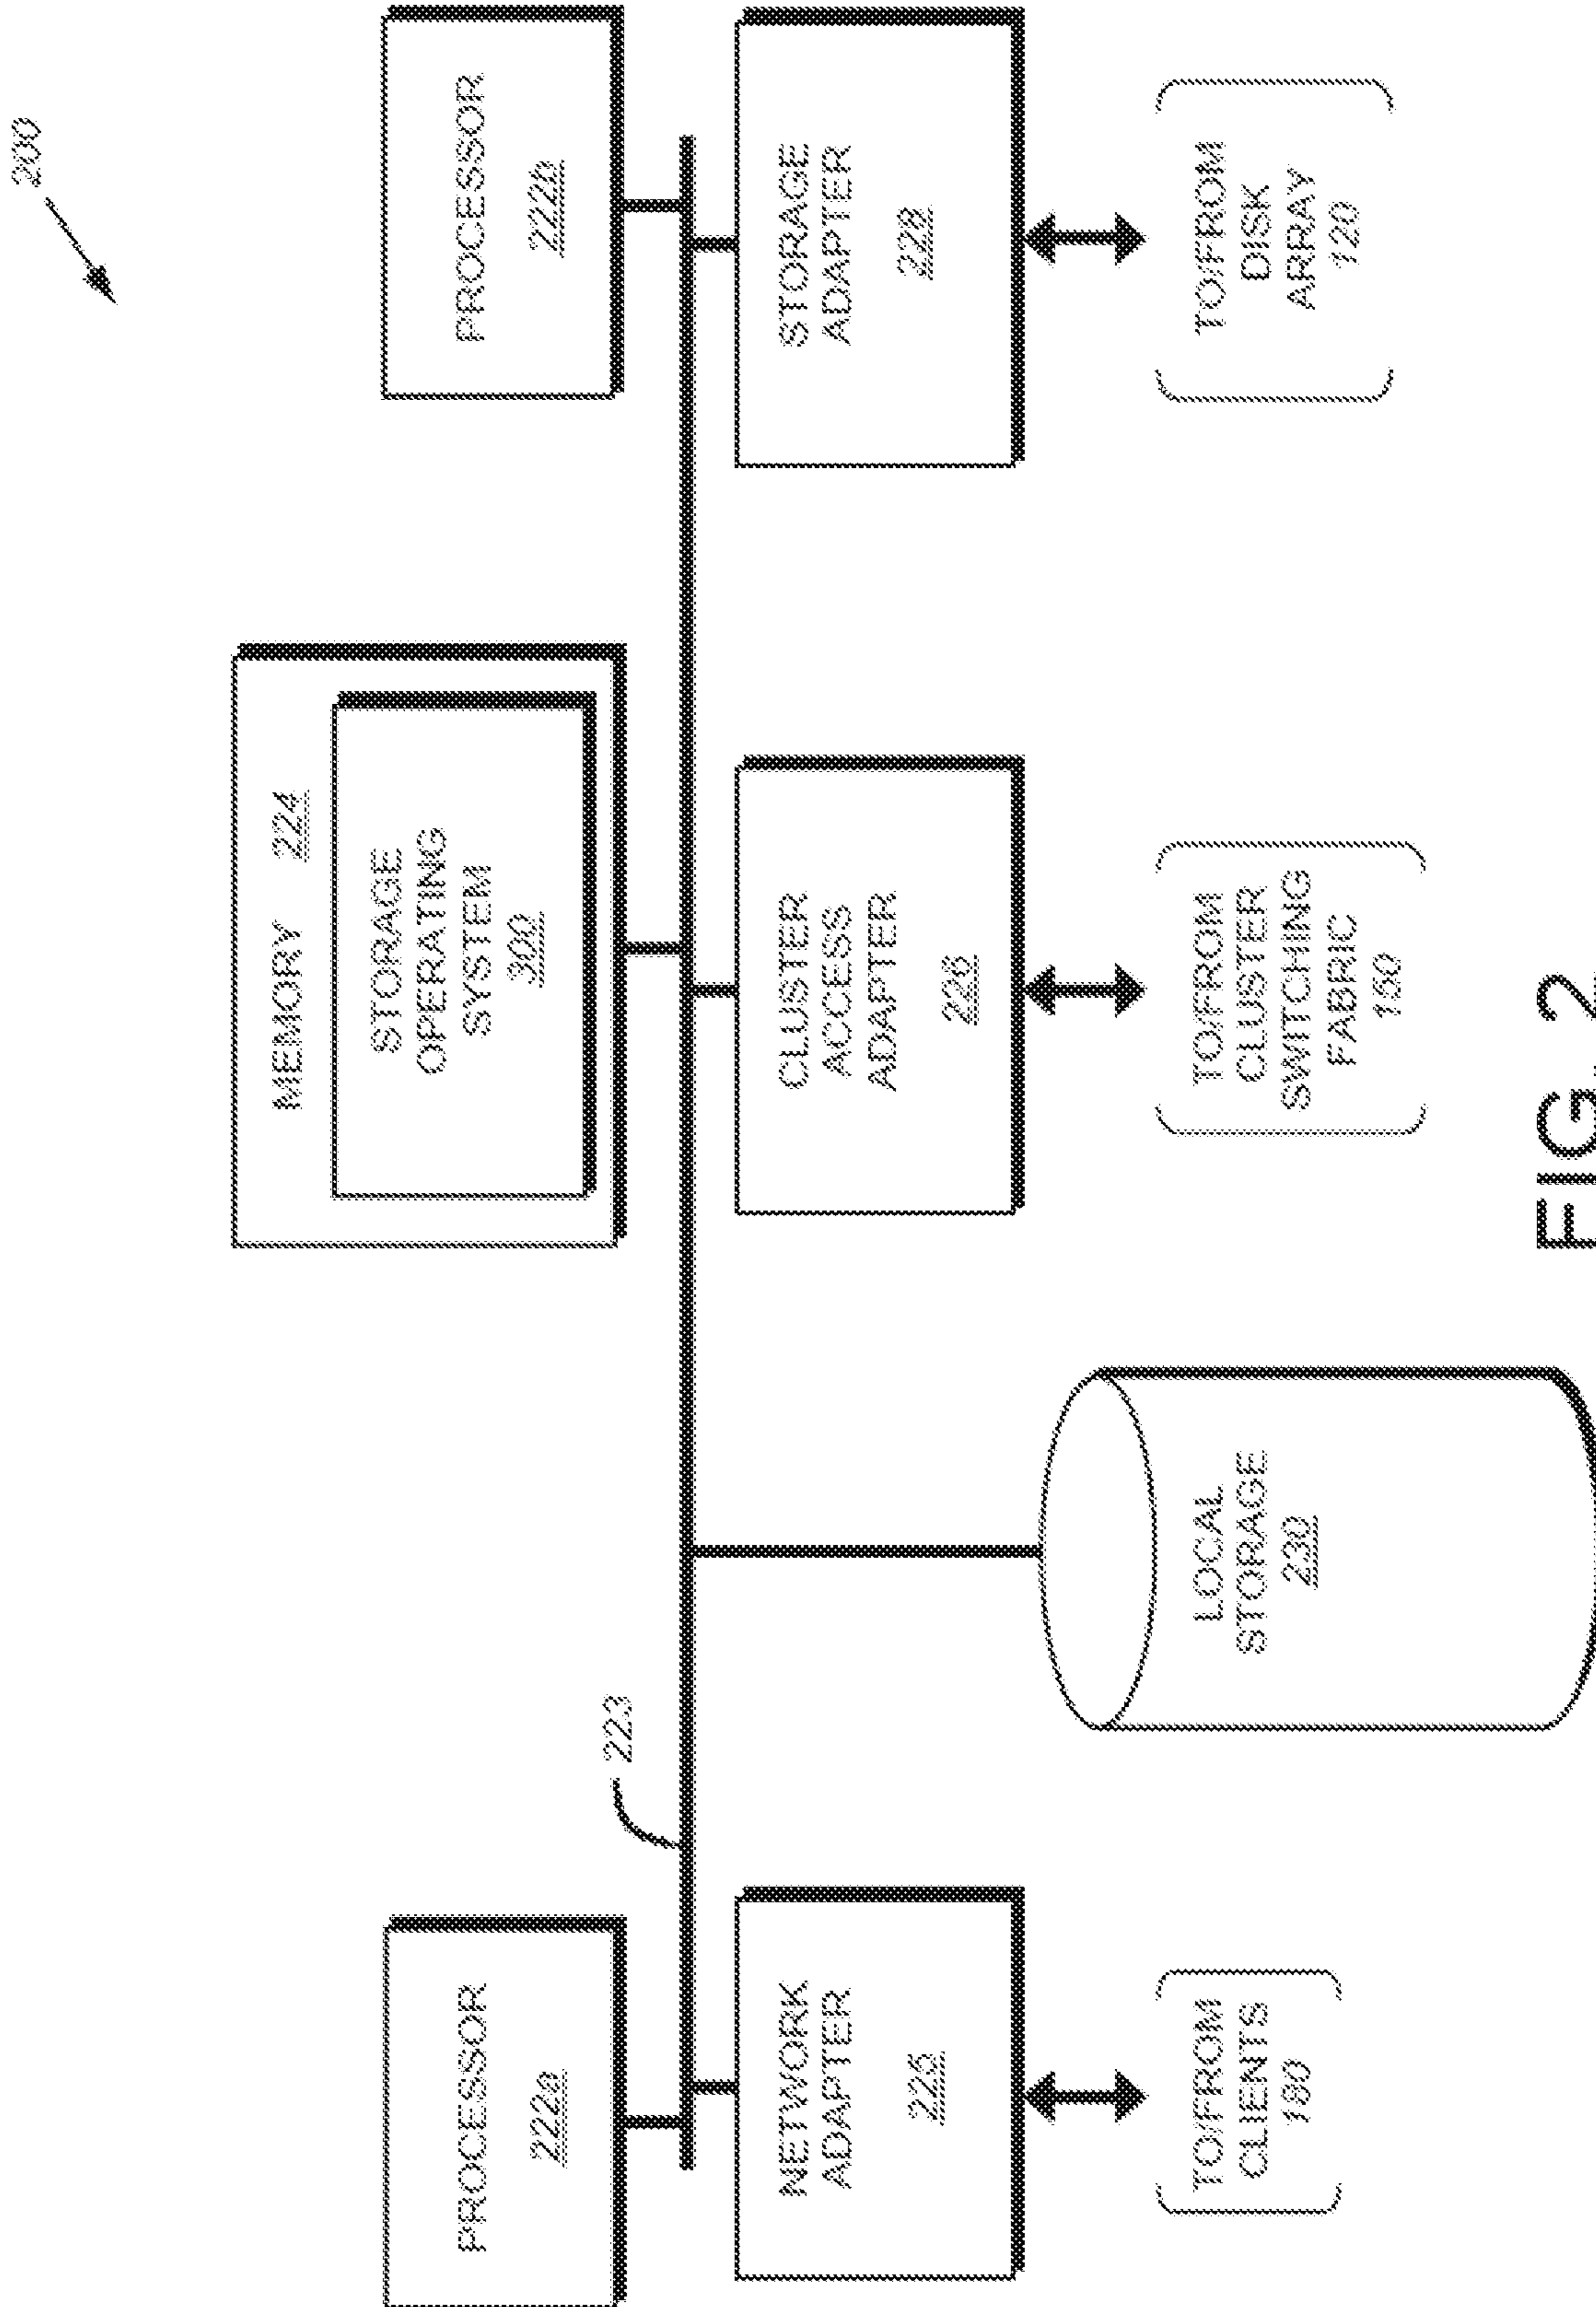 200
PROCESSOR
222a
MEMORY 224
STORAGE
OPERATING
SYSTEM
300
PROCESSOR
222b
223
NETWORK
ADAPTER
225
LOCAL
STORAGE
230
CLUSTER
ACCESS
ADAPTER
226
STORAGE
ADAPTER
228
TO/FROM
CLIENTS
180
TO/FROM
CLUSTER
SWITCHING
FABRIC
150
TO/FROM
DISK
ARRAY
120
FIG. 2